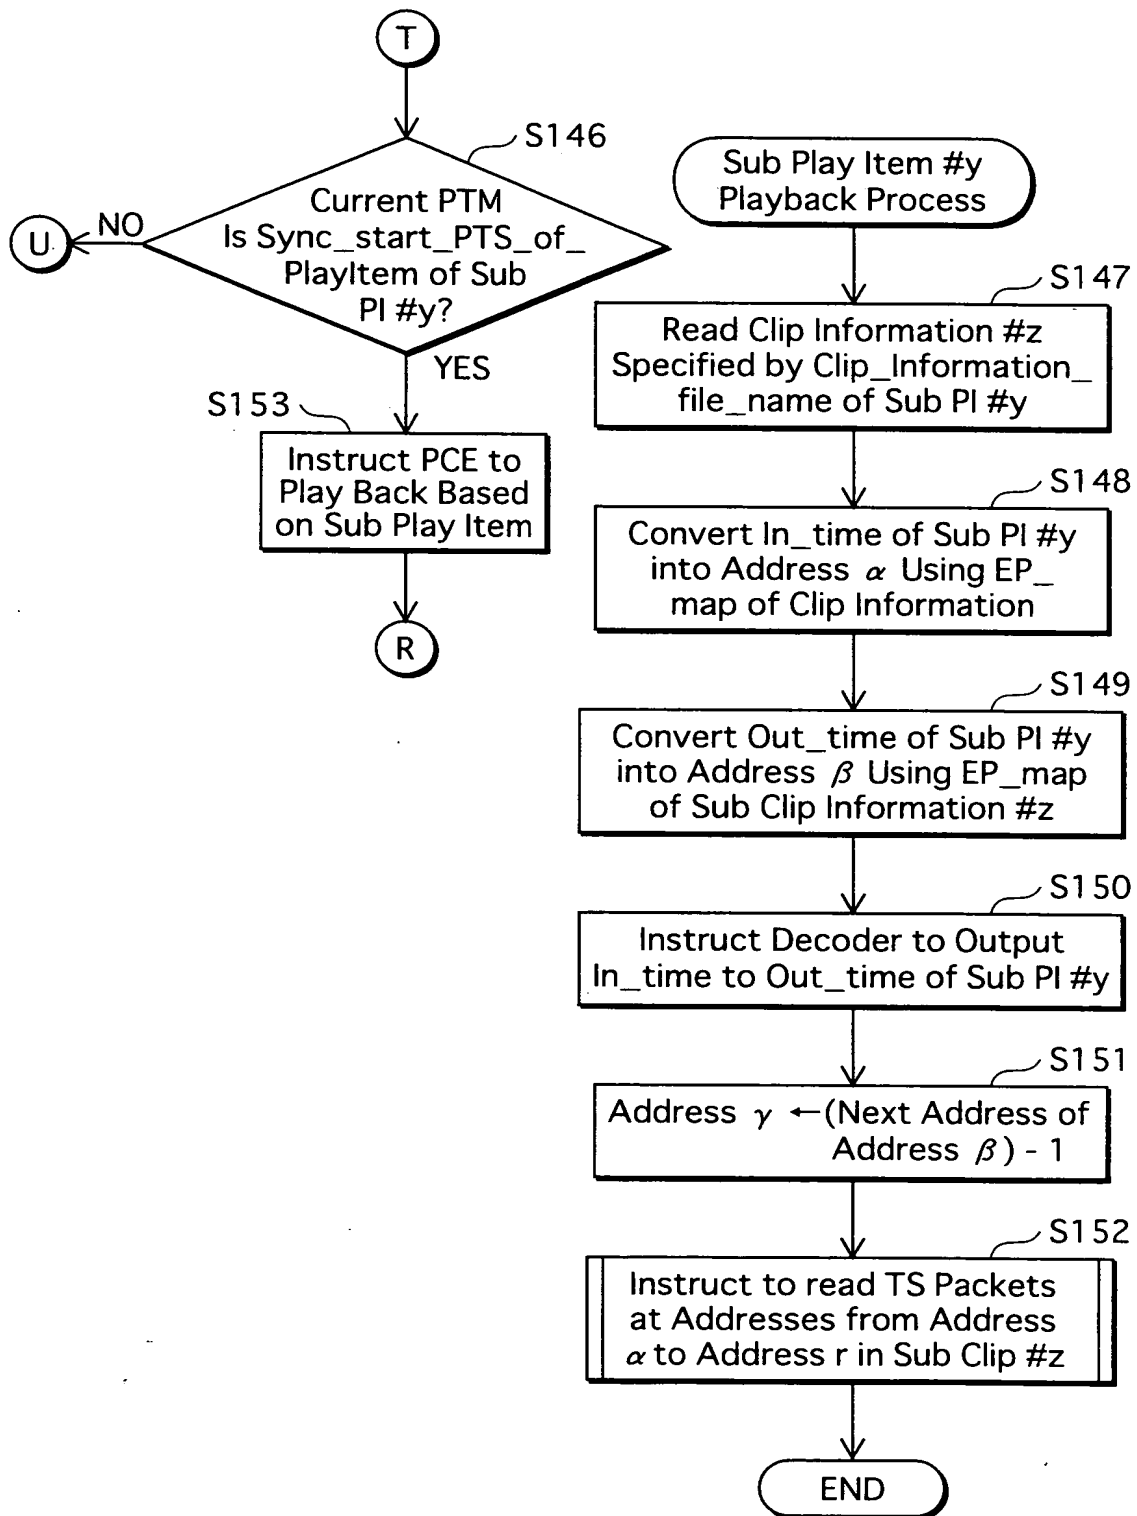 T
S146
Current PTM
Is Sync_start_PTS_of_
PlayItem of Sub
PI #y?
NO
U
YES
S153
Instruct PCE to
Play Back Based
on Sub Play Item
R
Sub Play Item #y
Playback Process
S147
Read Clip Information #z
Specified by Clip_Information_
file_name of Sub PI #y
S148
Convert In_time of Sub PI #y
into Address α Using EP_
map of Clip Information
S149
Convert Out_time of Sub PI #y
into Address β Using EP_map
of Sub Clip Information #z
S150
Instruct Decoder to Output
In_time to Out_time of Sub PI #y
S151
Address γ ←(Next Address of
Address β) - 1
S152
Instruct to read TS Packets
at Addresses from Address
α to Address r in Sub Clip #z
END